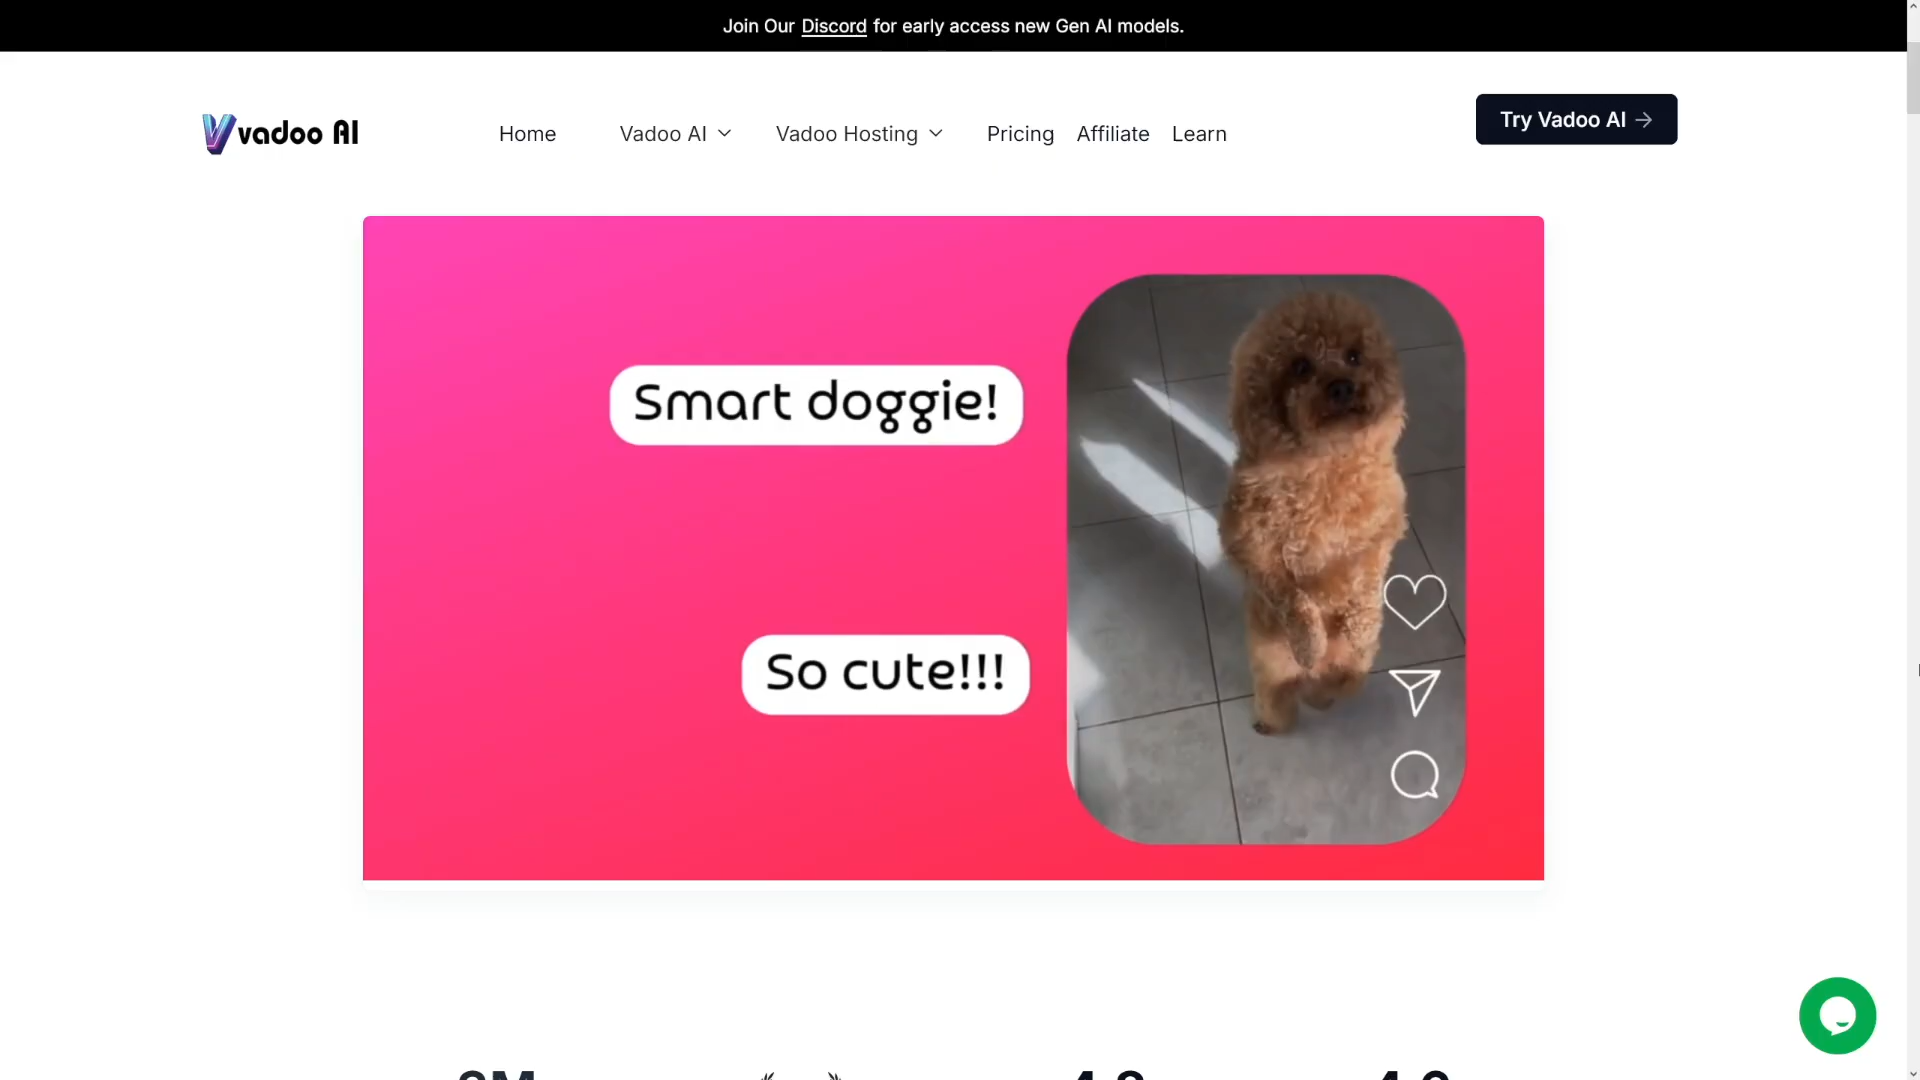 Join Our Discord for early access new Gen AI models.
vadoo AI
Home
Vadoo AI
Vadoo Hosting
Pricing
Affiliate
Learn
Try Vadoo AI →
Smart doggie!
So cute!!!